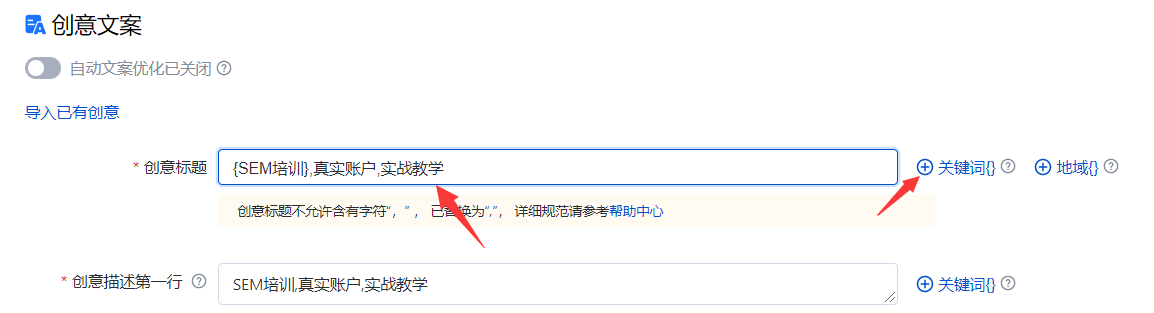 创意文案
自动文案优化已关闭 ?
导入已有创意
* 创意标题 {SEM培训},真实账户,实战教学 关键词{} ? 地域{} ?
创意标题不允许含有字符“，” ， 已替换为“,”， 详细规范请参考帮助中心
* 创意描述第一行 ? SEM培训,真实账户,实战教学 关键词{} ?